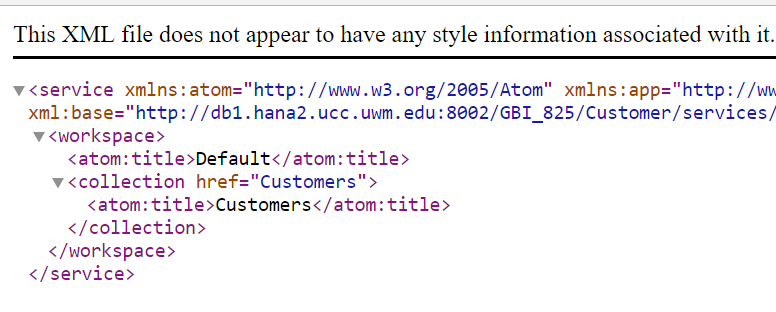 This XML file does not appear to have any style information associated with it.
▼<service xmlns:atom="http://www.w3.org/2005/Atom" xmlns:app="http://ww
xml:base="http://db1.hana2.ucc.uwm.edu:8002/GBI_825/Customer/services/
▼<workspace>
<atom:title>Default</atom:title>
▼<collection href="Customers">
<atom:title>Customers</atom:title>
</collection>
</workspace>
</service>